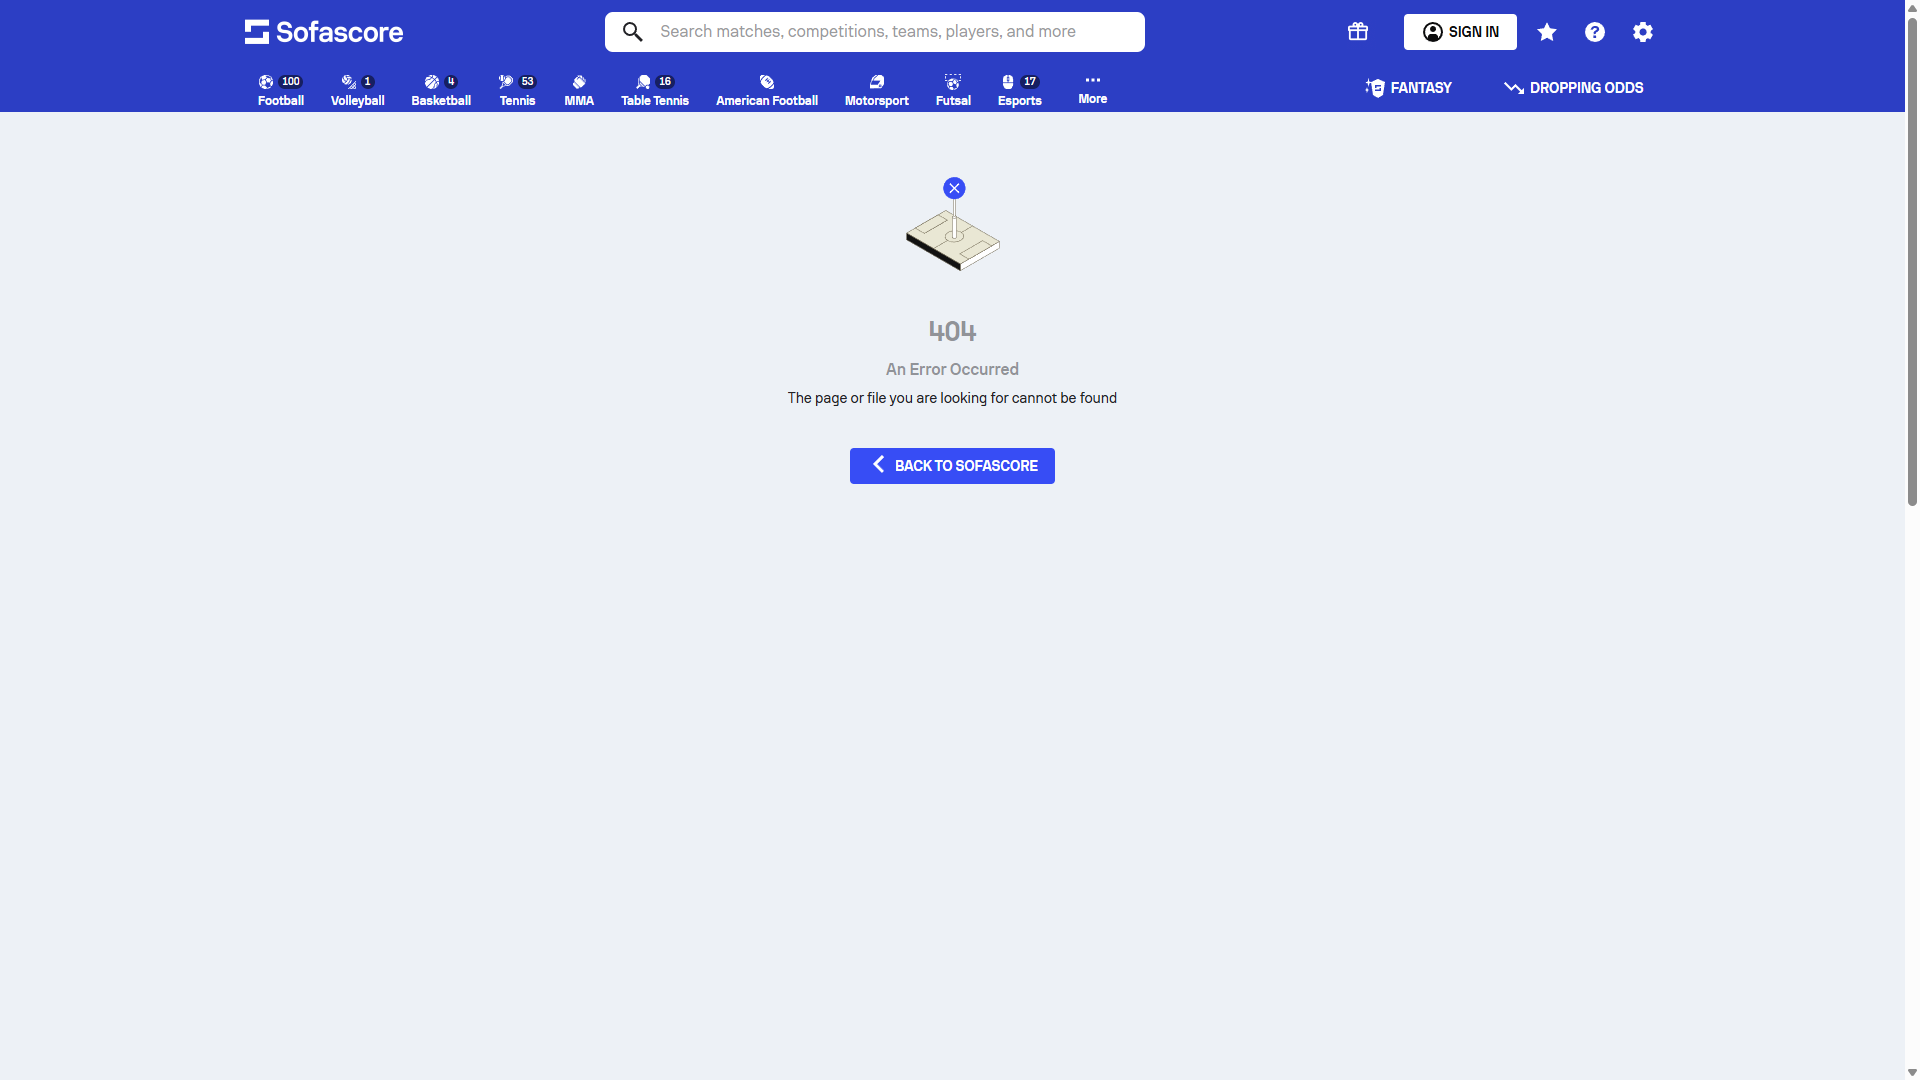 Sofascore
Search matches, competitions, teams, players, and more
SIGN IN
100
Football
1
Volleyball
4
Basketball
53
Tennis
MMA
16
Table Tennis
American Football
Motorsport
Futsal
17
Esports
More
FANTASY
DROPPING ODDS
404
An Error Occurred
The page or file you are looking for cannot be found
BACK TO SOFASCORE